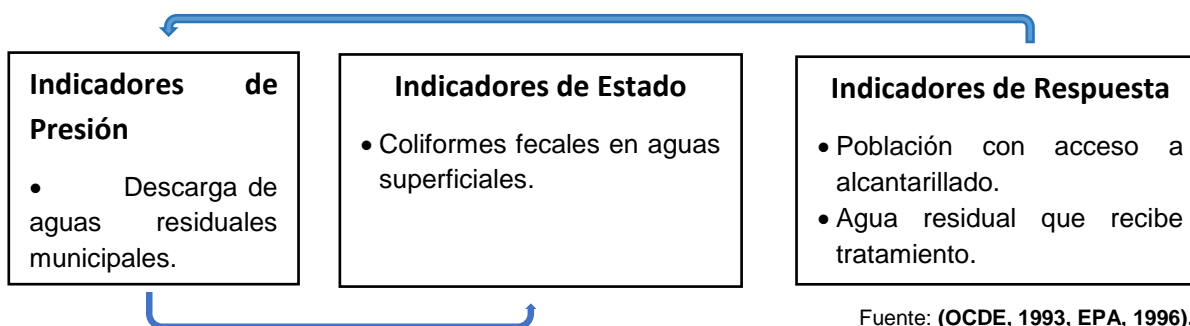 Indicadores de
Presión
• Descarga de
aguas residuales
municipales.
Indicadores de Estado
• Coliformes fecales en aguas
superficiales.
Indicadores de Respuesta
• Población con acceso a
alcantarillado.
• Agua residual que recibe
tratamiento.
Fuente: (OCDE, 1993, EPA, 1996).